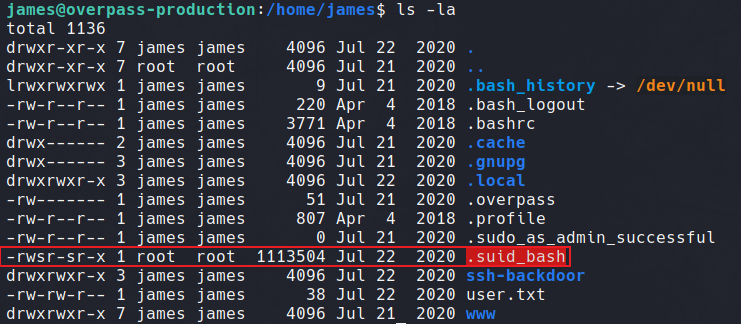 james@overpass-production:/home/james$ ls -la
total 1136
drwxr-xr-x 7 james james    4096 Jul 22  2020 .
drwxr-xr-x 7 root  root     4096 Jul 21  2020 ..
lrwxrwxrwx 1 james james       9 Jul 21  2020 .bash_history -> /dev/null
-rw-r--r-- 1 james james     220 Apr  4  2018 .bash_logout
-rw-r--r-- 1 james james    3771 Apr  4  2018 .bashrc
drwx------ 2 james james    4096 Jul 21  2020 .cache
drwx------ 3 james james    4096 Jul 21  2020 .gnupg
drwxrwxr-x 3 james james    4096 Jul 22  2020 .local
-rw------- 1 james james      51 Jul 21  2020 .overpass
-rw-r--r-- 1 james james     807 Apr  4  2018 .profile
-rw-r--r-- 1 james james       0 Jul 21  2020 .sudo_as_admin_successful
-rwsr-sr-x 1 root  root  1113504 Jul 22  2020 .suid_bash
drwxrwxr-x 3 james james    4096 Jul 22  2020 ssh-backdoor
-rw-rw-r-- 1 james james      38 Jul 22  2020 user.txt
drwxrwxr-x 7 james james    4096 Jul 21  2020 www